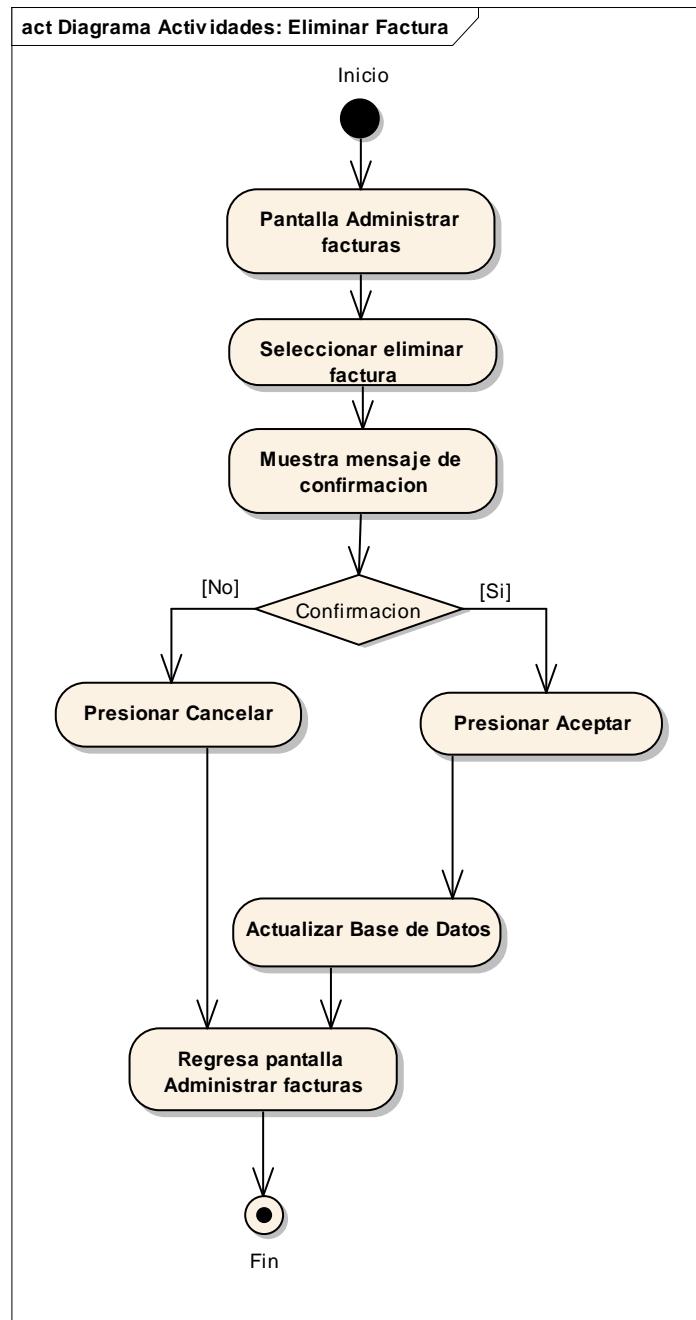 act Diagrama Actividades: Eliminar Factura
Inicio
Pantalla Administrar
facturas
Seleccionar eliminar
factura
Muestra mensaje de
confirmacion
[No]
Confirmacion
[Si]
Presionar Cancelar
Presionar Aceptar
Actualizar Base de Datos
Regresa pantalla
Administrar facturas
Fin